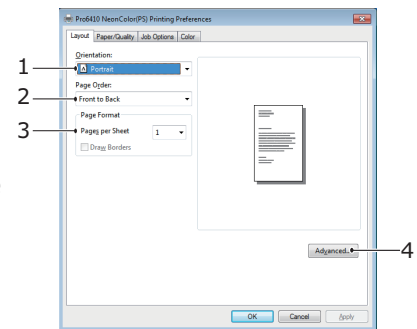 Pro6410 NeonColor(PS) Printing Preferences
Layout Paper/Quality Job Options Color
Orientation:
1
A Portrait
Page Order:
2
Front to Back
Page Format
3
Pages per Sheet 1
Draw Borders
Advanced... 4
OK Cancel Apply